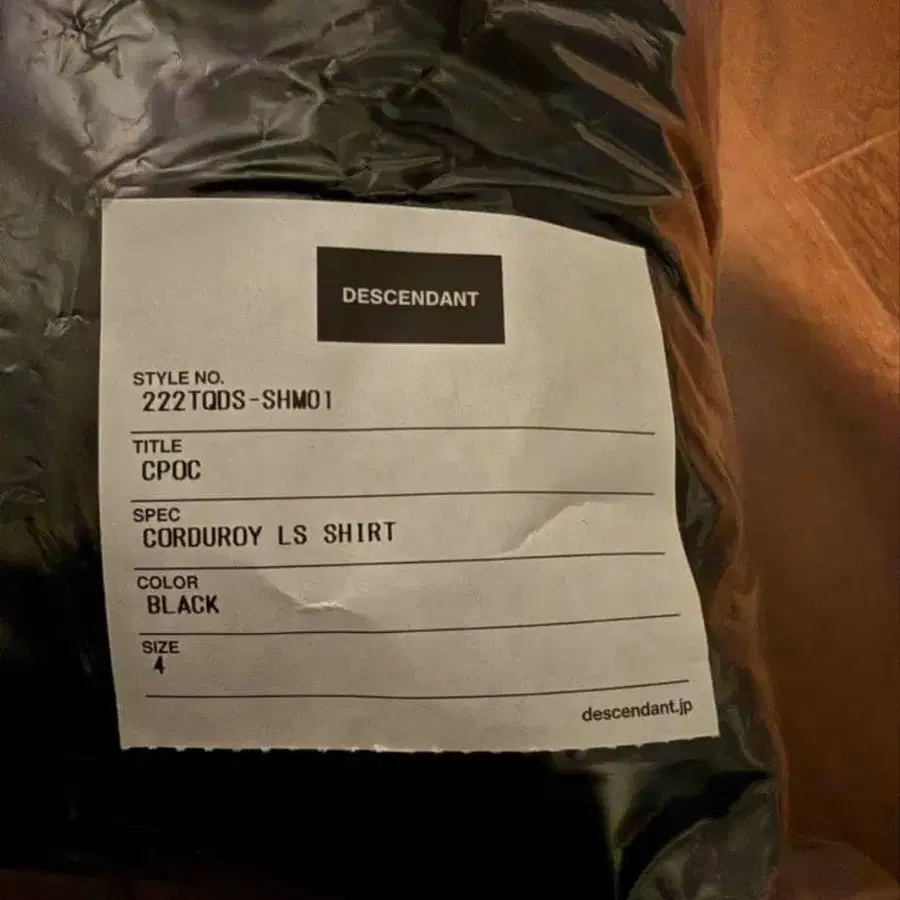 DESCENDANT
STYLE NO.
222TQDS-SHM01
TITLE
CPOC
SPEC
CORDUROY LS SHIRT
COLOR
BLACK
SIZE
4
descendant.jp